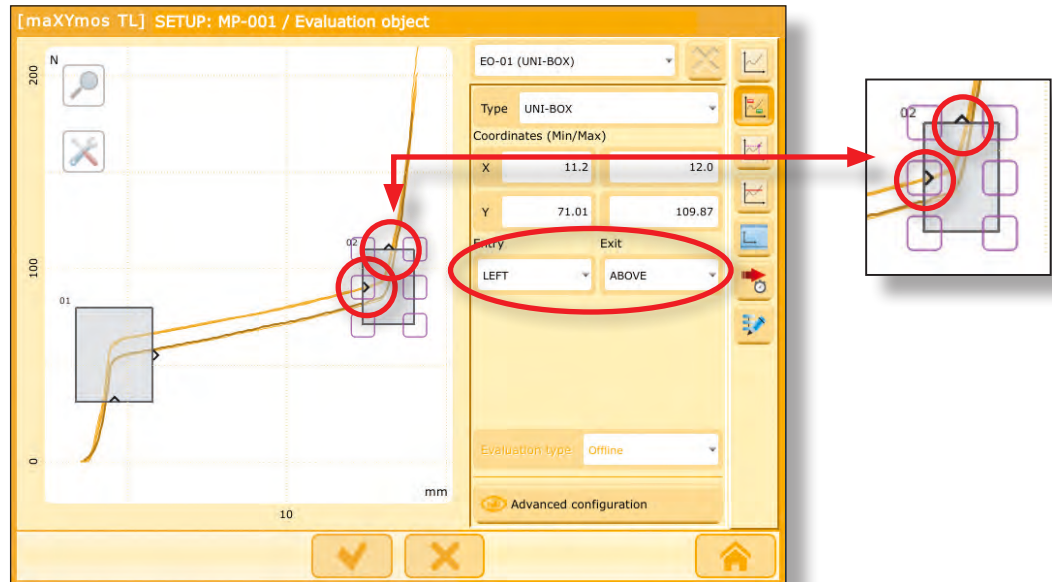 [maXYmos TL] SETUP: MP-001 / Evaluation object
N
200
100
0
01
02
mm
10
EO-01 (UNI-BOX)
Type UNI-BOX
Coordinates (Min/Max)
X 11.2 12.0
Y 71.01 109.87
Entry Exit
LEFT ABOVE
Evaluation type Offline
Advanced configuration
02